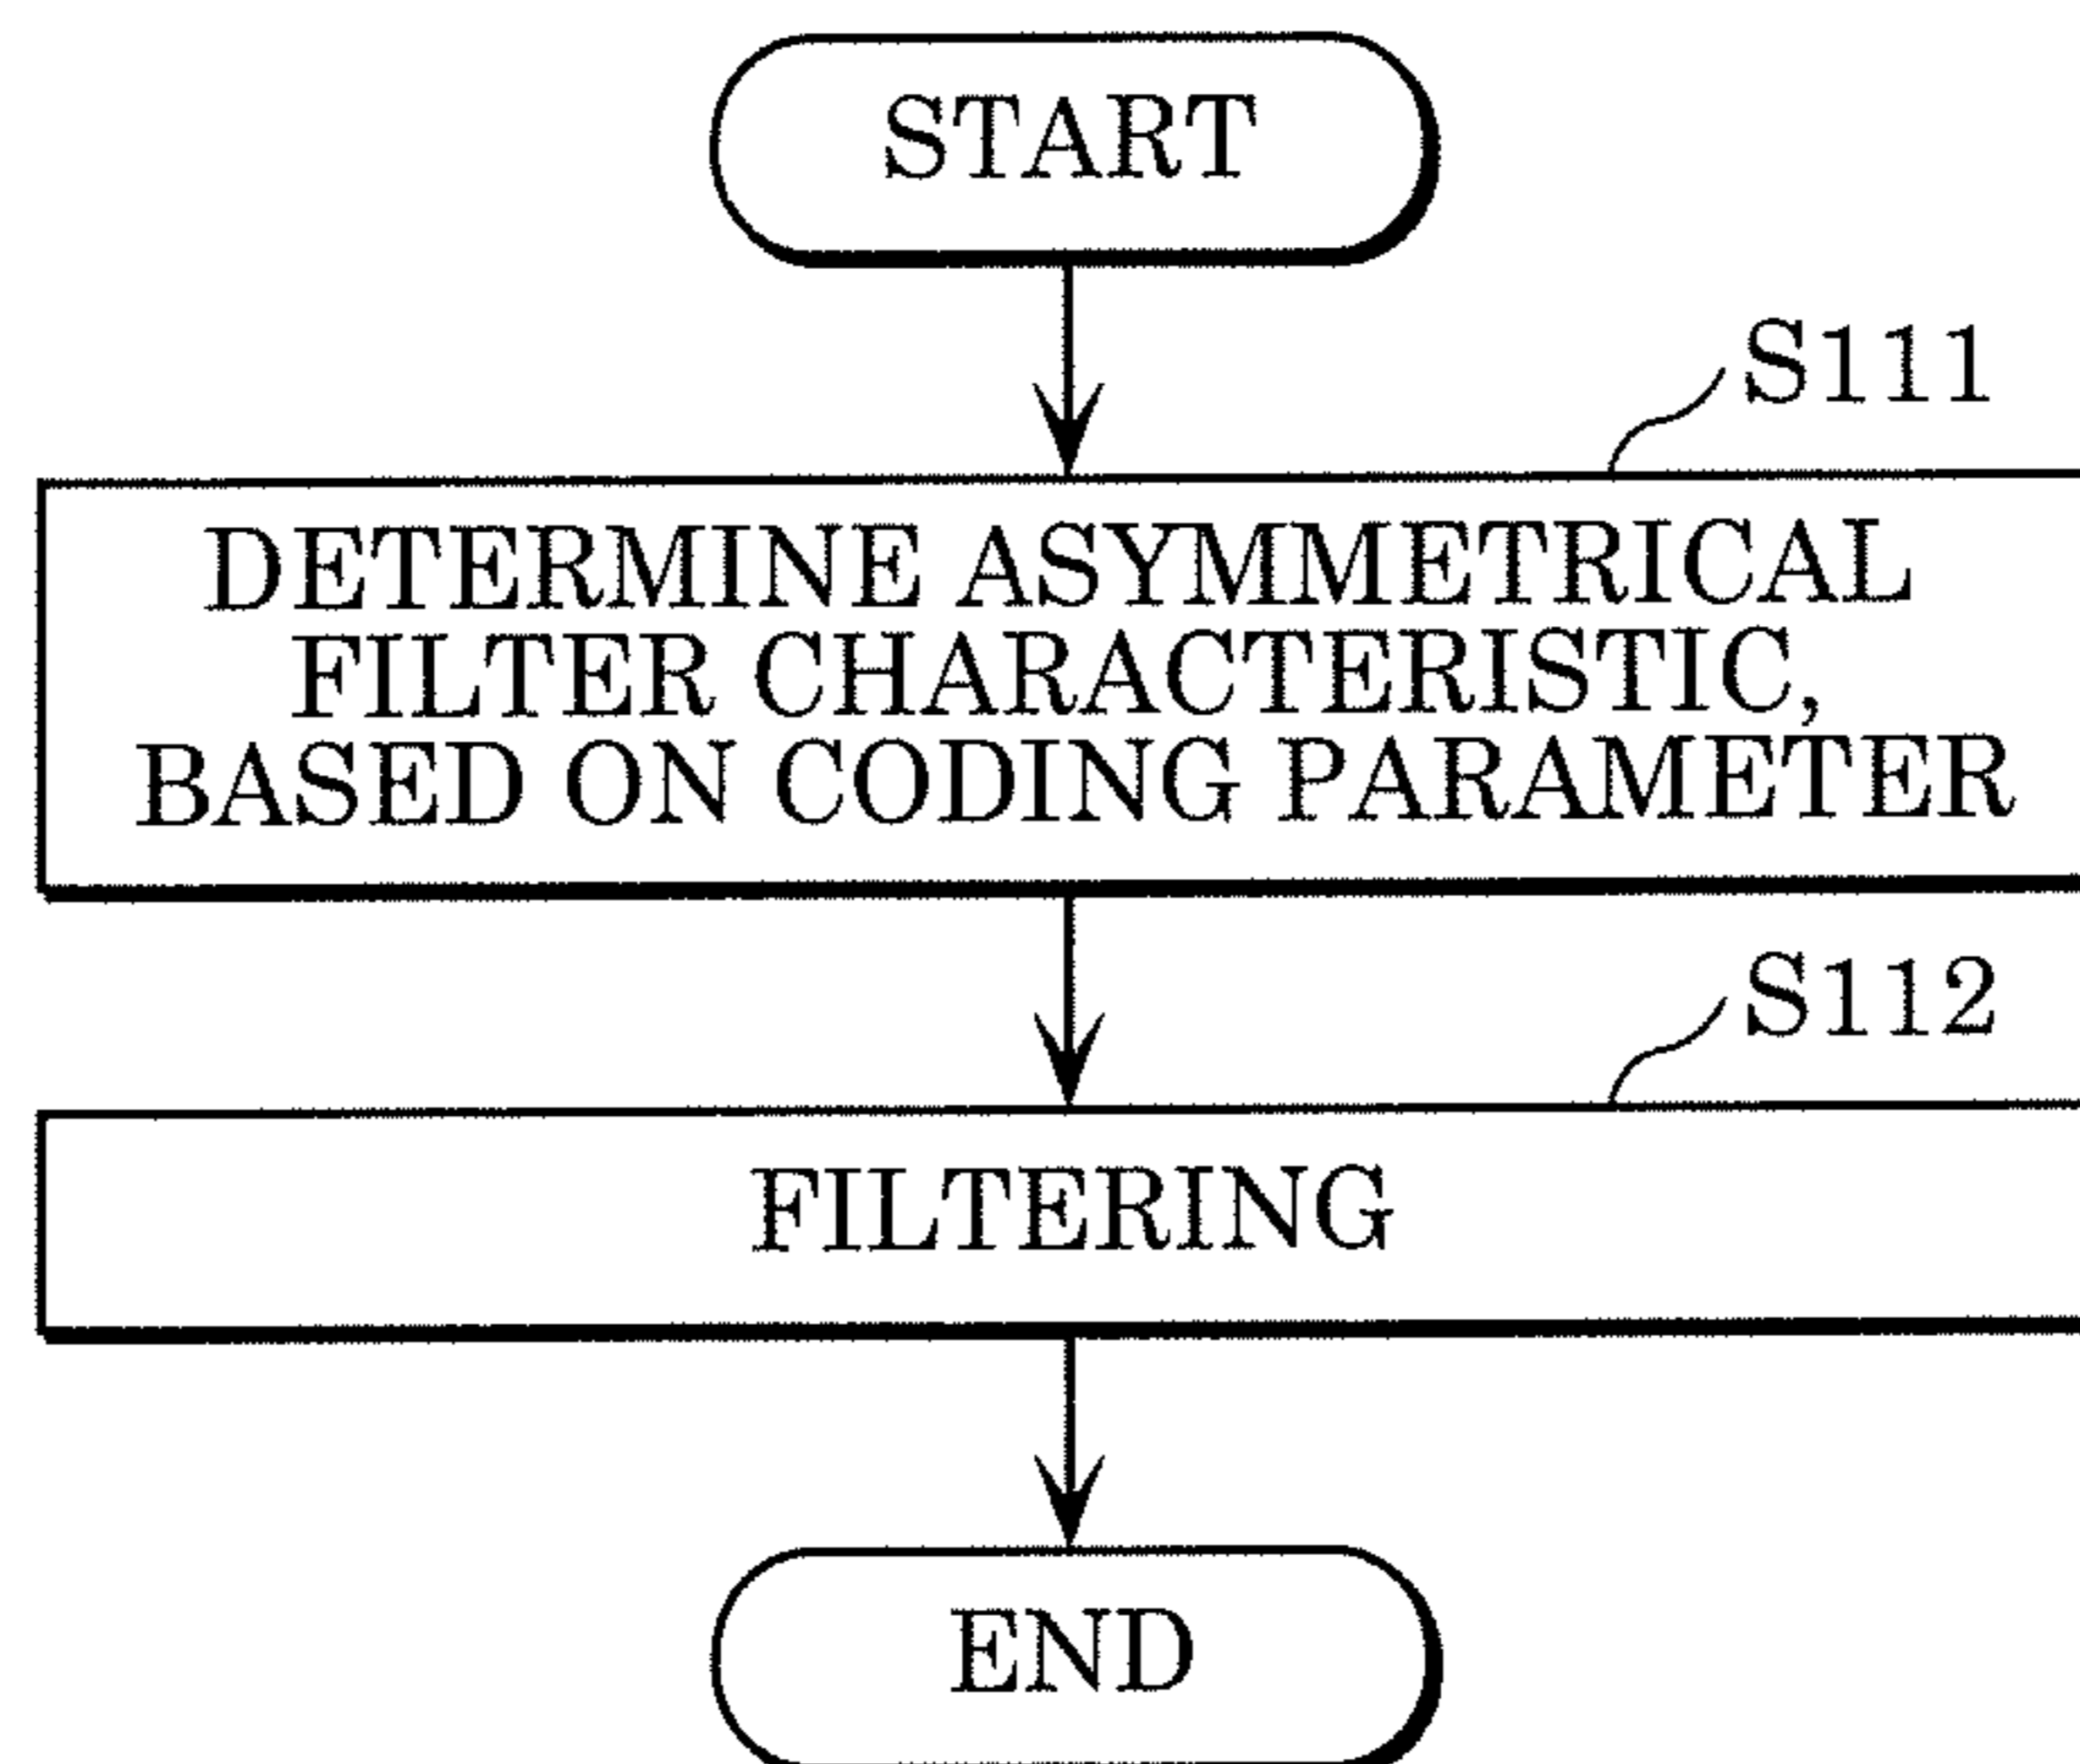 START
S111
DETERMINE ASYMMETRICAL
FILTER CHARACTERISTIC,
BASED ON CODING PARAMETER
S112
FILTERING
END